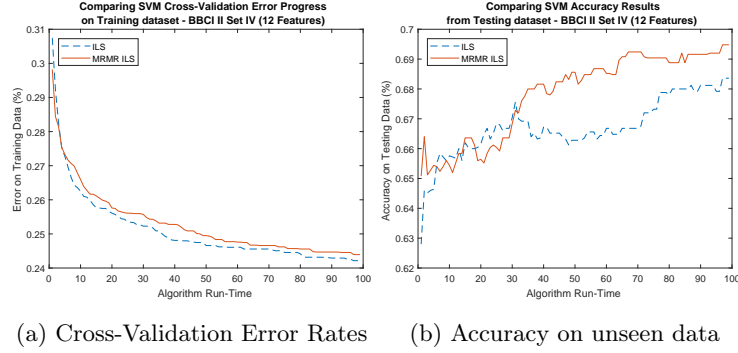 Comparing SVM Cross-Validation Error Progress
on Training dataset - BBCI II Set IV (12 Features)
0.31
0.3
0.29
0.28
0.27
0.26
0.25
0.24
Error on Training Data (%)
ILS
MRMR ILS
0 10 20 30 40 50 60 70 80 90 100
Algorithm Run-Time
(a) Cross-Validation Error Rates
Comparing SVM Accuracy Results
from Testing dataset - BBCI II Set IV (12 Features)
0.7
0.69
0.68
0.67
0.66
0.65
0.64
0.63
0.62
Accuracy on Testing Data (%)
ILS
MRMR ILS
0 10 20 30 40 50 60 70 80 90 100
Algorithm Run-Time
(b) Accuracy on unseen data